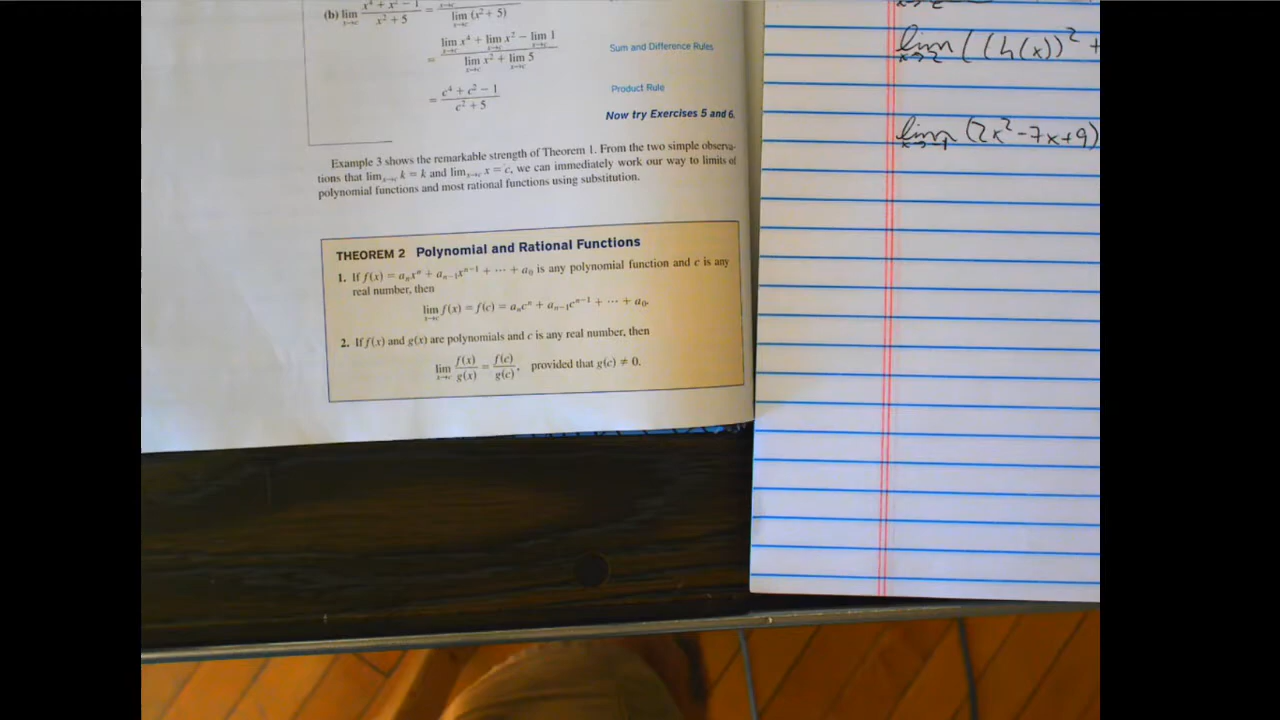 (b) lim x⁴ + x² − 1 / x² + 5 = x→c / lim (x² + 5)
x→c x→c
= lim x⁴ + lim x² − lim 1 / lim x² + lim 5 Sum and Difference Rules
x→c x→c x→c x→c x→c
= c⁴ + c² − 1 / c² + 5 Product Rule
Now try Exercises 5 and 6.
Example 3 shows the remarkable strength of Theorem 1. From the two simple observa-
tions that limₓ→c k = k and limₓ→c x = c, we can immediately work our way to limits of
polynomial functions and most rational functions using substitution.
THEOREM 2 Polynomial and Rational Functions
1. If f(x) = aₙxⁿ + aₙ₋₁xⁿ⁻¹ + ⋯ + a₀ is any polynomial function and c is any
real number, then
lim f(x) = f(c) = aₙcⁿ + aₙ₋₁cⁿ⁻¹ + ⋯ + a₀.
x→c
2. If f(x) and g(x) are polynomials and c is any real number, then
lim f(x)/g(x) = f(c)/g(c), provided that g(c) ≠ 0.
x→c
lim ((h(x))² +
x→2
lim (2x² − 7x + 9)